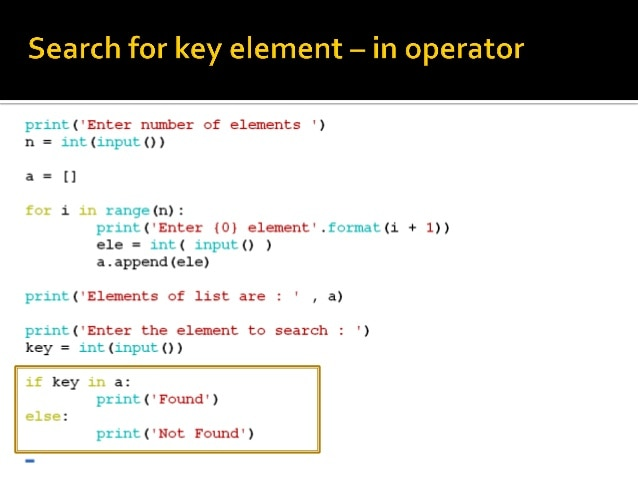 Search for key element – in operator
print('Enter number of elements ')
n = int(input())
a = []
for i in range(n):
        print('Enter {0} element'.format(i + 1))
        ele = int( input() )
        a.append(ele)
print('Elements of list are : ' , a)
print('Enter the element to search : ')
key = int(input())
if key in a:
        print('Found')
else:
        print('Not Found')